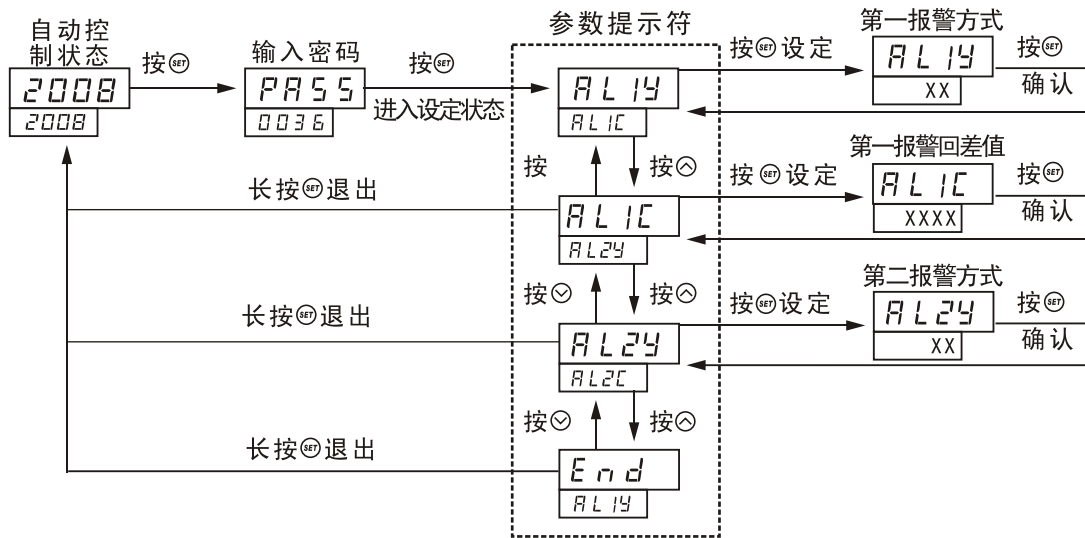 自动控
制状态
2008
2008
按SET
输入密码
PASS
0036
按SET
进入设定状态
参数提示符
AL1Y
AL1C
按
按
AL1C
AL2Y
按
按
AL2Y
AL2C
按
按
End
AL1Y
长按SET退出
长按SET退出
长按SET退出
第一报警方式
按SET设定
AL1Y
XX
按SET
确认
第一报警回差值
按SET设定
AL1C
XXXX
按SET
确认
第二报警方式
按SET设定
AL2Y
XX
按SET
确认